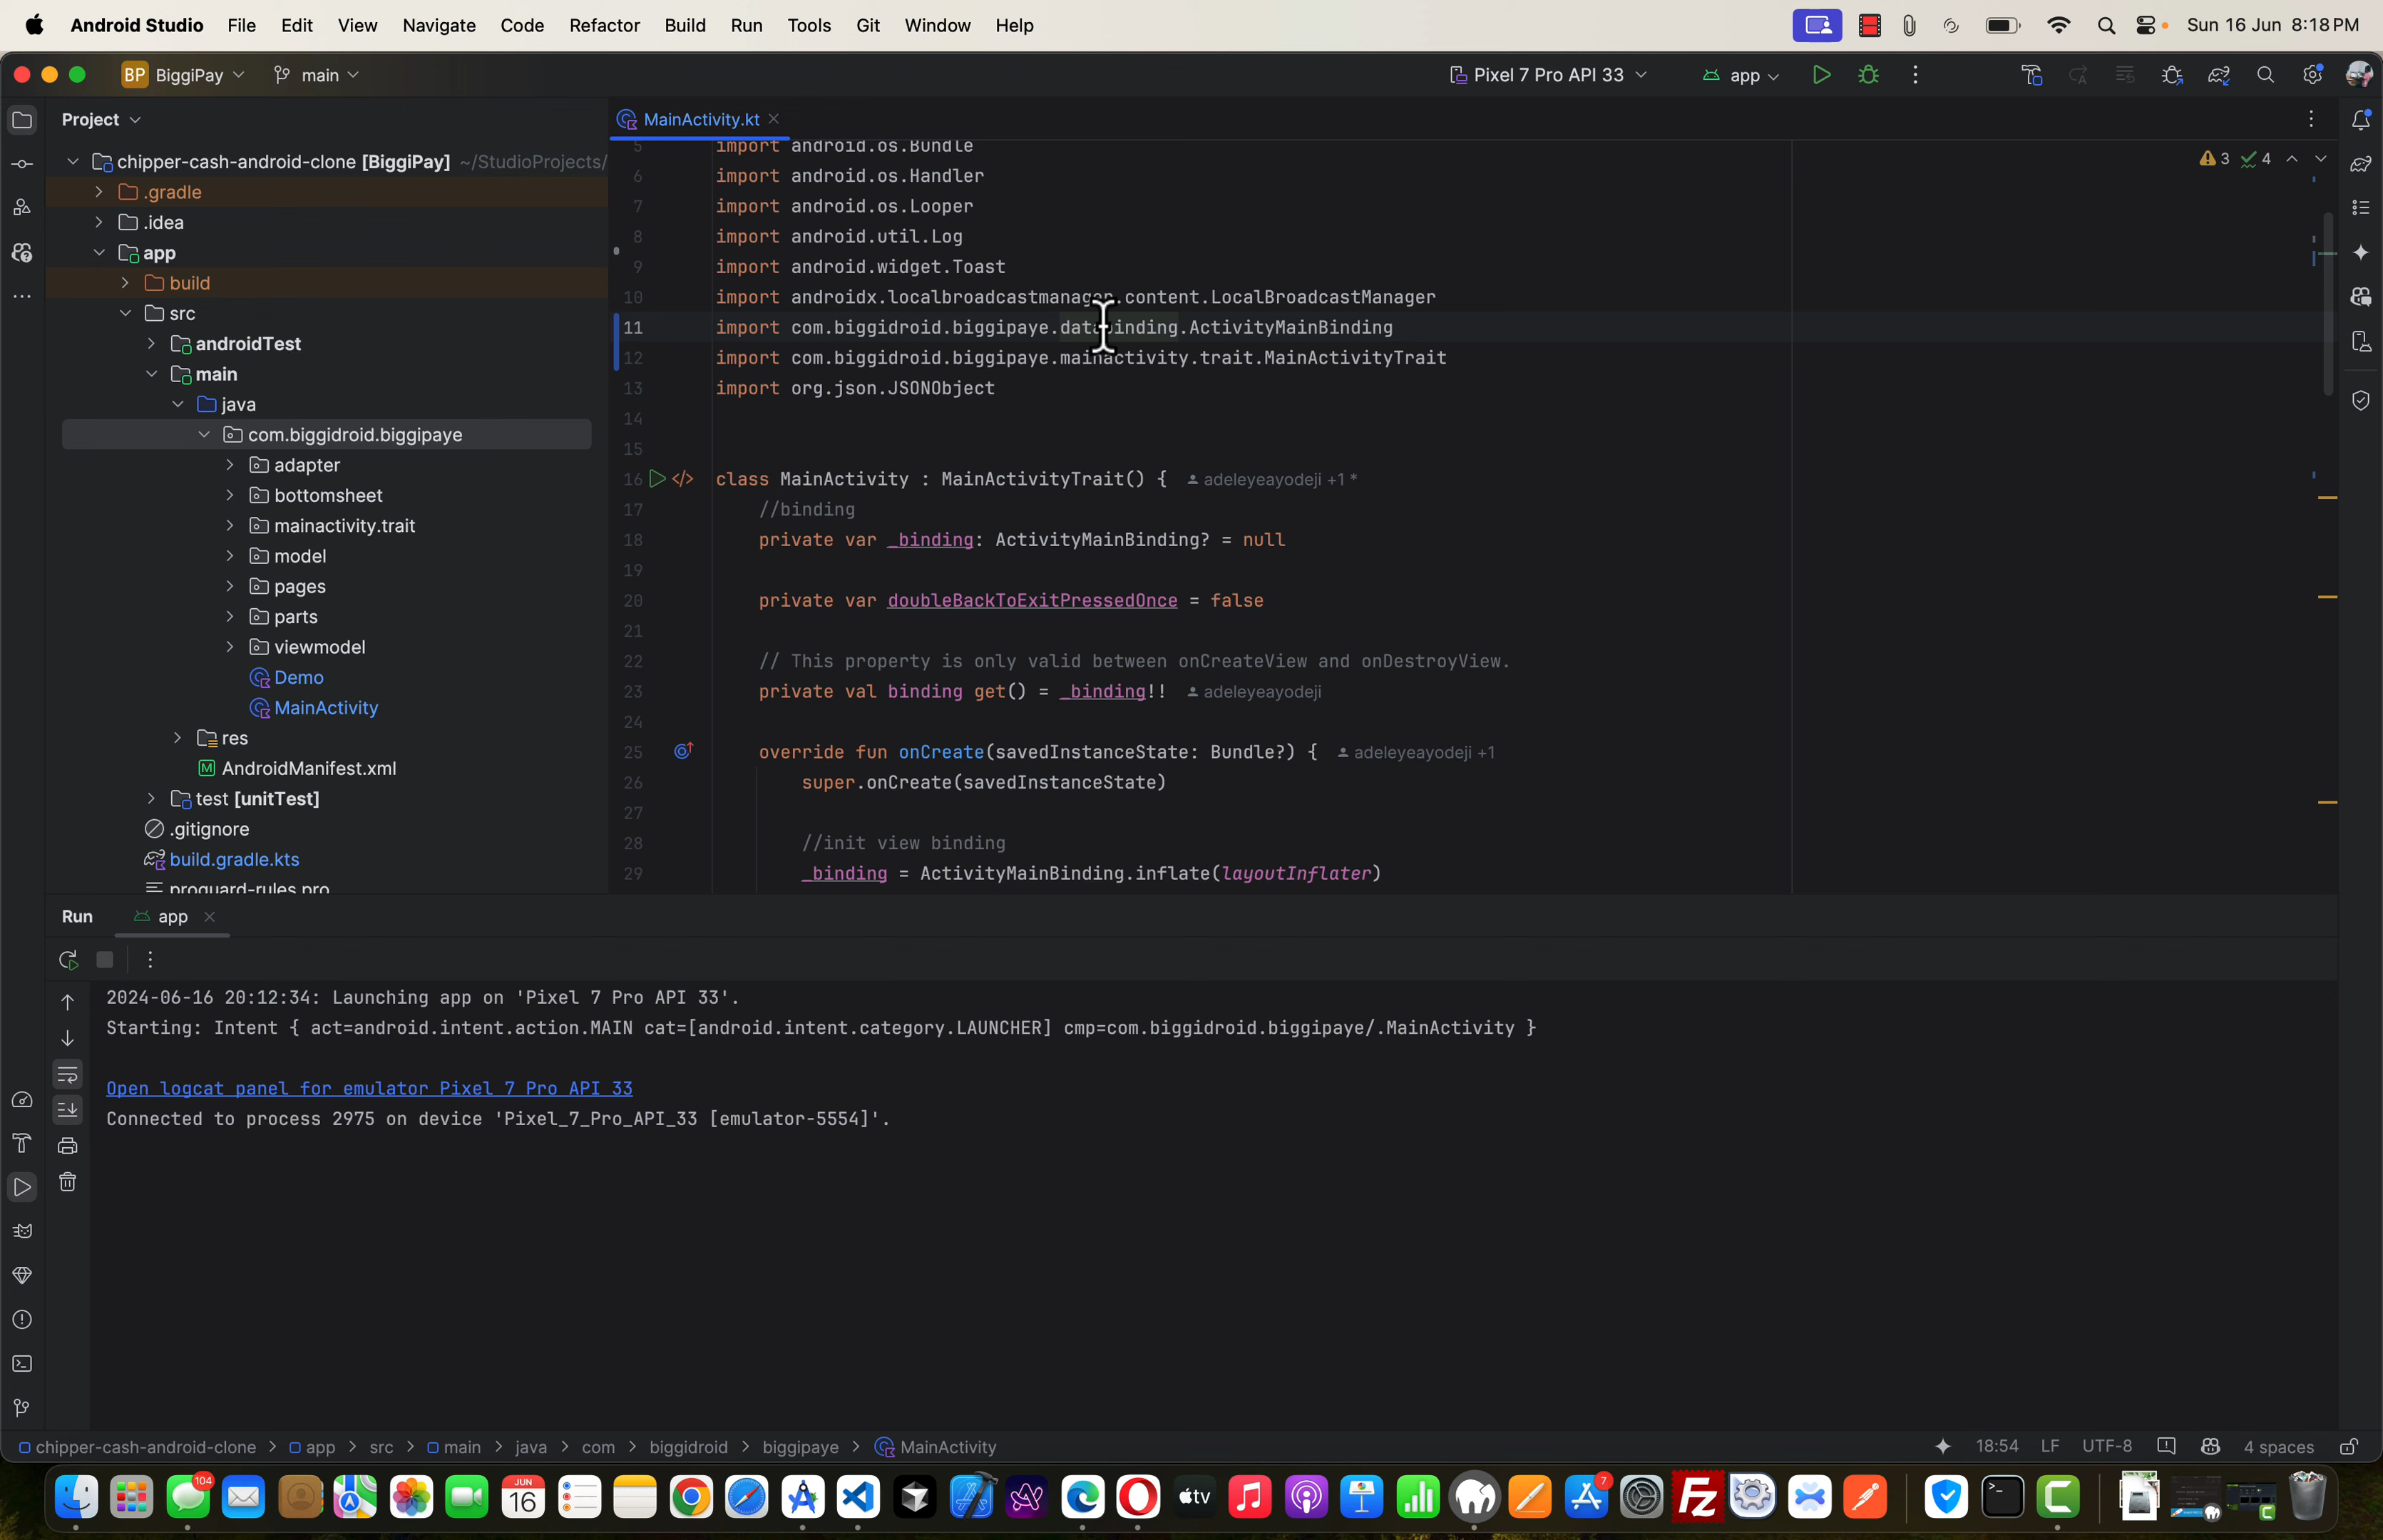 Android Studio File Edit View Navigate Code Refactor Build Run Tools Git Window Help Sun 16 Jun 8:18 PM
BP BiggiPay main Pixel 7 Pro API 33 app
Project
chipper-cash-android-clone [BiggiPay] ~/StudioProjects/
.gradle
.idea
app
build
src
androidTest
main
java
com.biggidroid.biggipaye
adapter
bottomsheet
mainactivity.trait
model
pages
parts
viewmodel
Demo
MainActivity
res
AndroidManifest.xml
test [unitTest]
.gitignore
build.gradle.kts
proguard-rules.pro
MainActivity.kt
3 4
5 import android.os.Bundle
6 import android.os.Handler
7 import android.os.Looper
8 import android.util.Log
9 import android.widget.Toast
10 import androidx.localbroadcastmanager.content.LocalBroadcastManager
11 import com.biggidroid.biggipaye.databinding.ActivityMainBinding
12 import com.biggidroid.biggipaye.mainactivity.trait.MainActivityTrait
13 import org.json.JSONObject
14
15
16 class MainActivity : MainActivityTrait() { adeleyeayodeji +1 *
17 //binding
18 private var _binding: ActivityMainBinding? = null
19
20 private var doubleBackToExitPressedOnce = false
21
22 // This property is only valid between onCreateView and onDestroyView.
23 private val binding get() = _binding!! adeleyeayodeji
24
25 override fun onCreate(savedInstanceState: Bundle?) { adeleyeayodeji +1
26 super.onCreate(savedInstanceState)
27
28 //init view binding
29 _binding = ActivityMainBinding.inflate(layoutInflater)
Run app
2024-06-16 20:12:34: Launching app on 'Pixel 7 Pro API 33'.
Starting: Intent { act=android.intent.action.MAIN cat=[android.intent.category.LAUNCHER] cmp=com.biggidroid.biggipaye/.MainActivity }
Open logcat panel for emulator Pixel 7 Pro API 33
Connected to process 2975 on device 'Pixel_7_Pro_API_33 [emulator-5554]'.
chipper-cash-android-clone > app > src > main > java > com > biggidroid > biggipaye > MainActivity 18:54 LF UTF-8 4 spaces
104 JUN 16 tv 7 Fz